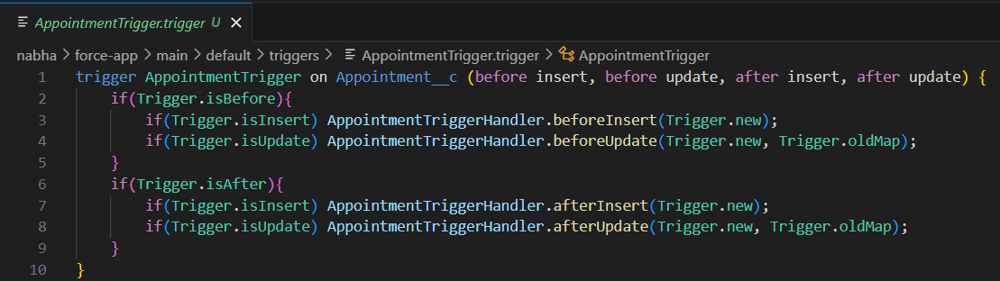 AppointmentTrigger.trigger U
nabha > force-app > main > default > triggers > AppointmentTrigger.trigger > AppointmentTrigger
1 trigger AppointmentTrigger on Appointment__c (before insert, before update, after insert, after update) {
2     if(Trigger.isBefore){
3         if(Trigger.isInsert) AppointmentTriggerHandler.beforeInsert(Trigger.new);
4         if(Trigger.isUpdate) AppointmentTriggerHandler.beforeUpdate(Trigger.new, Trigger.oldMap);
5     }
6     if(Trigger.isAfter){
7         if(Trigger.isInsert) AppointmentTriggerHandler.afterInsert(Trigger.new);
8         if(Trigger.isUpdate) AppointmentTriggerHandler.afterUpdate(Trigger.new, Trigger.oldMap);
9     }
10 }